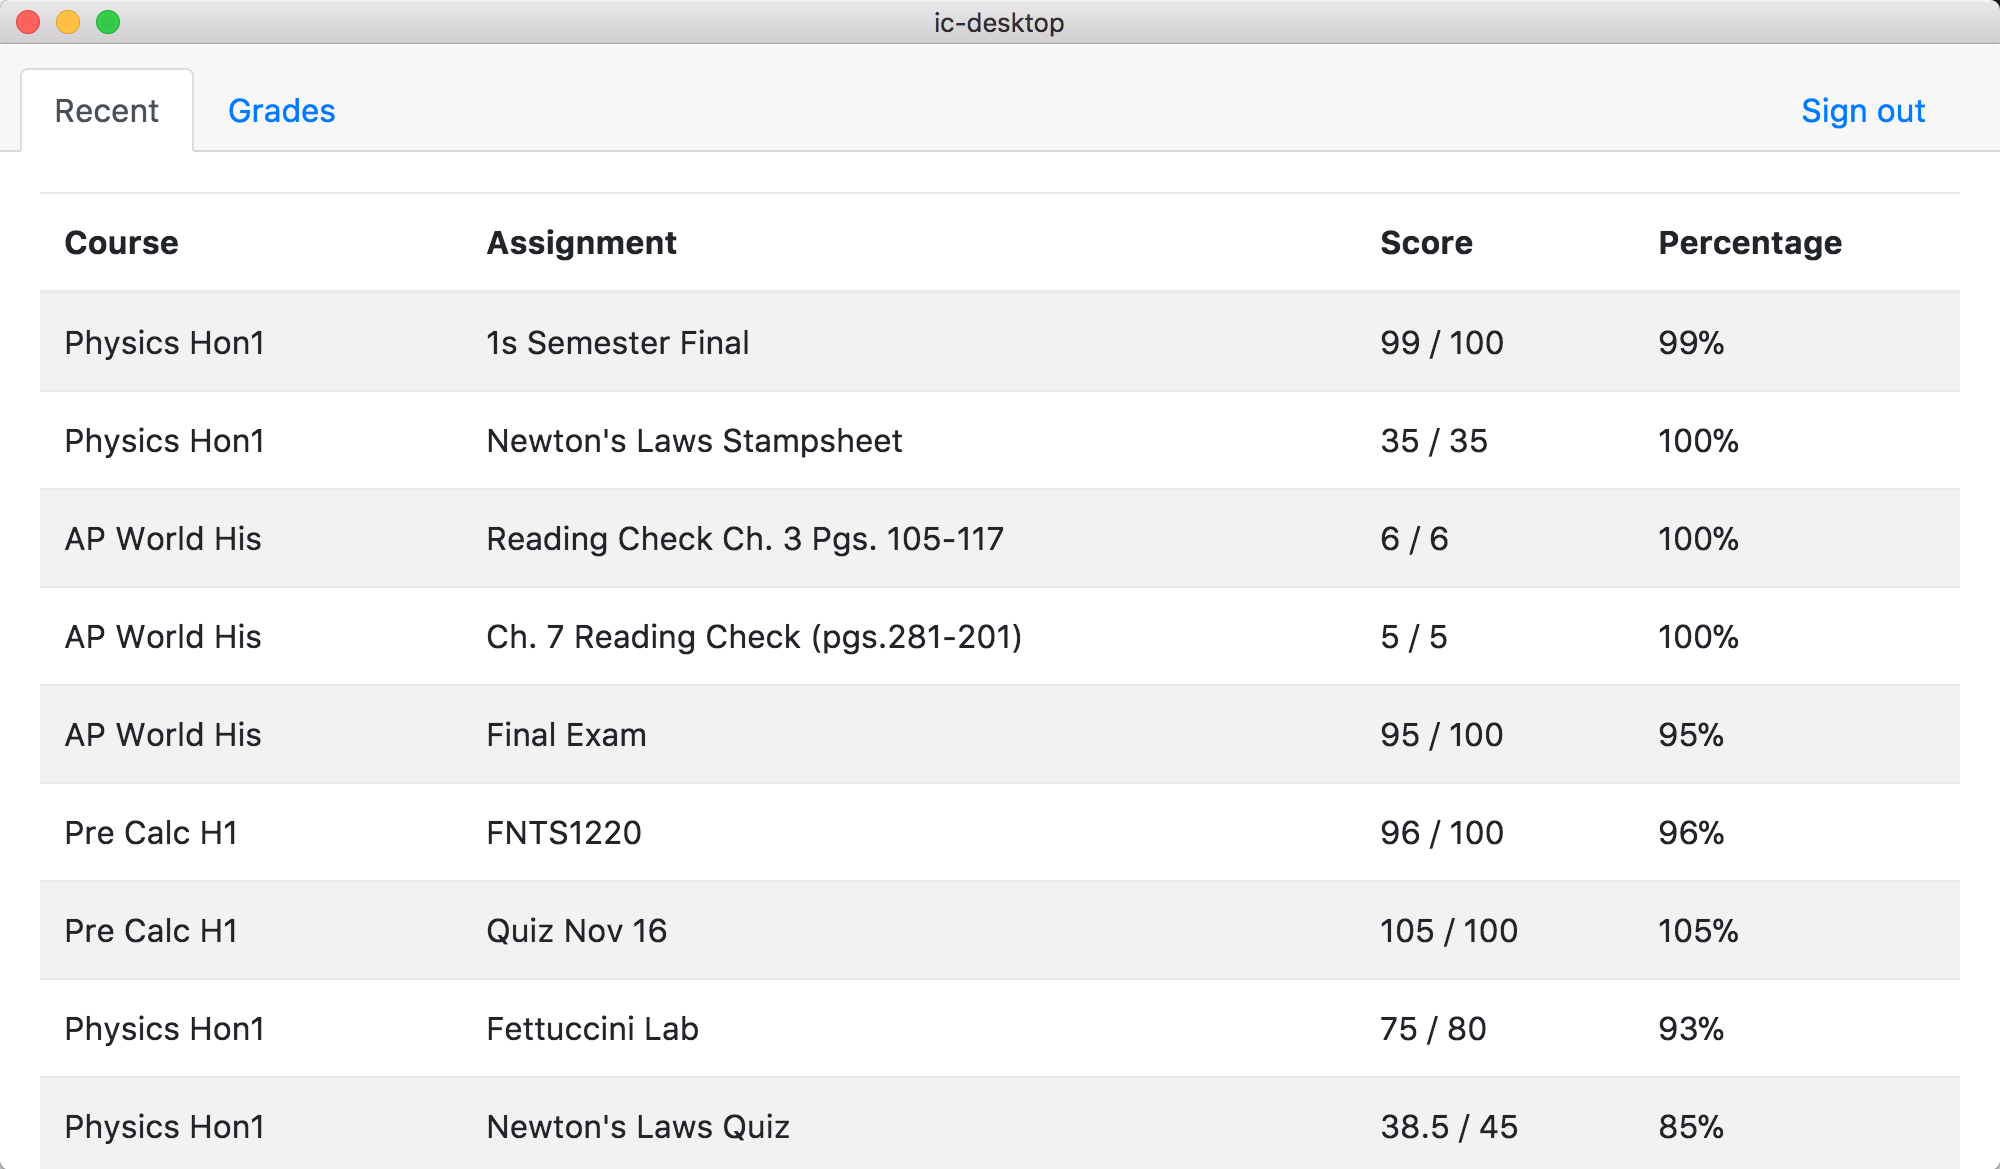 ic-desktop
Recent Grades Sign out
Course Assignment Score Percentage
Physics Hon1 1s Semester Final 99 / 100 99%
Physics Hon1 Newton's Laws Stampsheet 35 / 35 100%
AP World His Reading Check Ch. 3 Pgs. 105-117 6 / 6 100%
AP World His Ch. 7 Reading Check (pgs.281-201) 5 / 5 100%
AP World His Final Exam 95 / 100 95%
Pre Calc H1 FNTS1220 96 / 100 96%
Pre Calc H1 Quiz Nov 16 105 / 100 105%
Physics Hon1 Fettuccini Lab 75 / 80 93%
Physics Hon1 Newton's Laws Quiz 38.5 / 45 85%